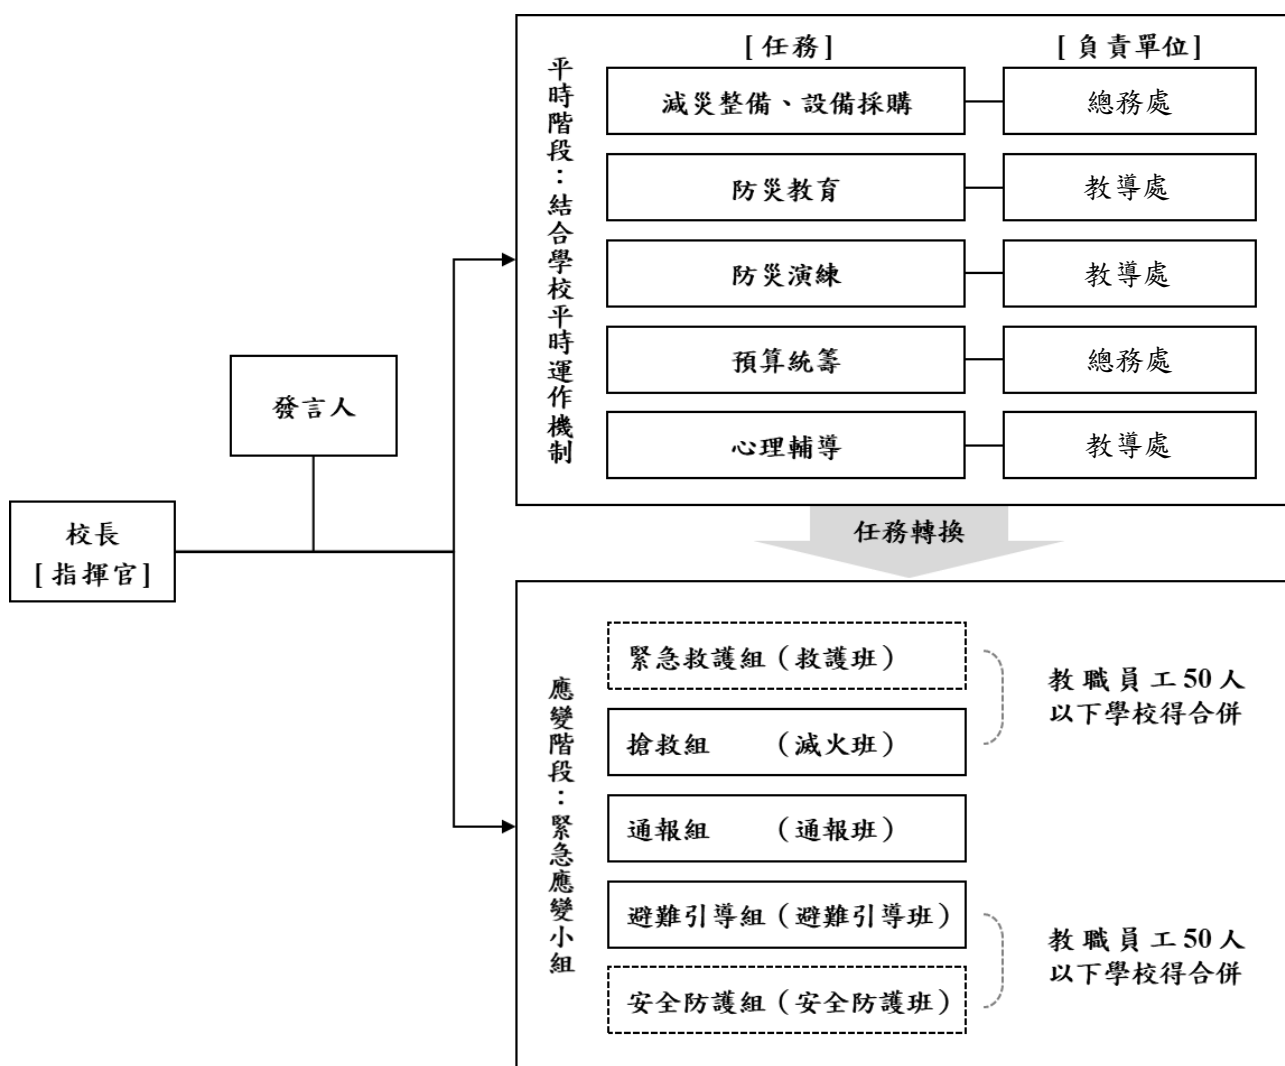 校長
[指揮官]
發言人
平時階段：結合學校平時運作機制
[任務]
[負責單位]
減災整備、設備採購
總務處
防災教育
教導處
防災演練
教導處
預算統籌
總務處
心理輔導
教導處
任務轉換
應變階段：緊急應變小組
緊急救護組（救護班）
搶救組　　（滅火班）
教職員工50人
以下學校得合併
通報組　　（通報班）
避難引導組（避難引導班）
安全防護組（安全防護班）
教職員工50人
以下學校得合併